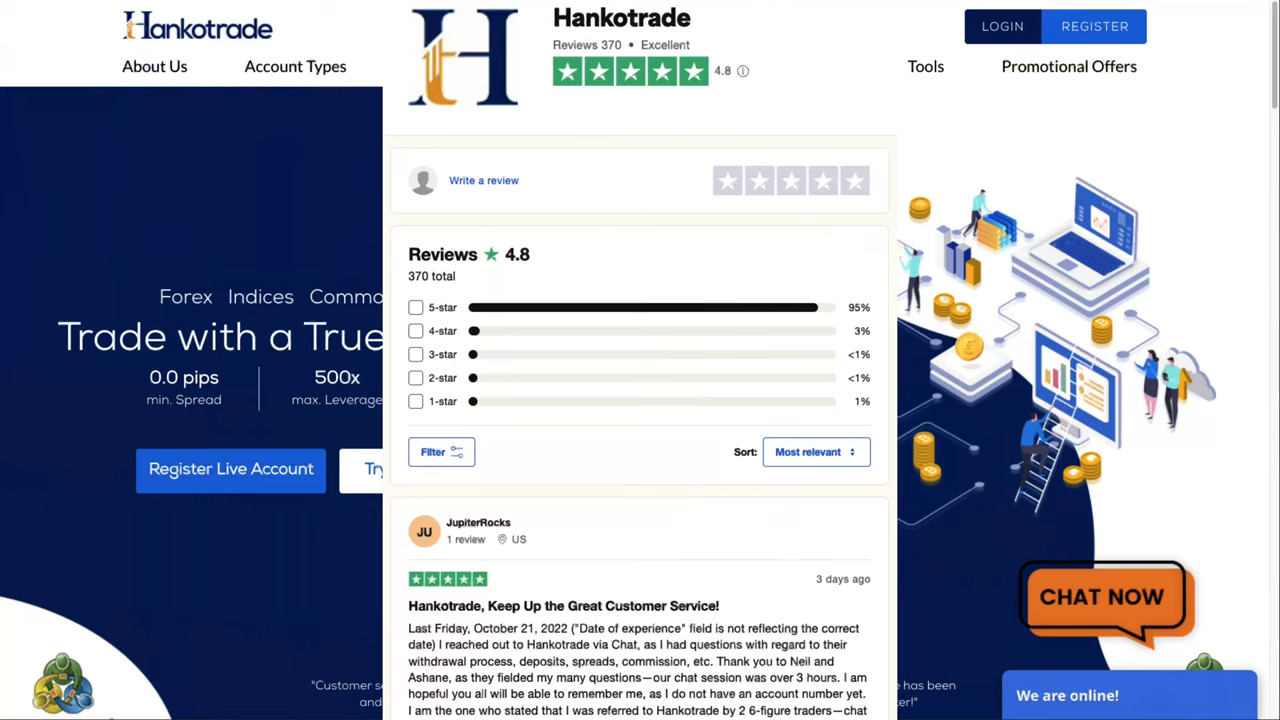 Hankotrade
About Us
Account Types
Tools
Promotional Offers
LOGIN
REGISTER
Hankotrade
Reviews 370 • Excellent
4.8
Write a review
Reviews ★ 4.8
370 total
5-star 95%
4-star 3%
3-star <1%
2-star <1%
1-star 1%
Filter
Sort: Most relevant
JU
JupiterRocks
1 review US
3 days ago
Hankotrade, Keep Up the Great Customer Service!
Last Friday, October 21, 2022 ("Date of experience" field is not reflecting the correct
date) I reached out to Hankotrade via Chat, as I had questions with regard to their
withdrawal process, deposits, spreads, commission, etc. Thank you to Neil and
Ashane, as they fielded my many questions—our chat session was over 3 hours. I am
hopeful you all will be able to remember me, as I do not have an account number yet.
I am the one who stated that I was referred to Hankotrade by 2 6-figure traders—chat
Forex Indices Commo
Trade with a True
0.0 pips
min. Spread
500x
max. Leverage
Register Live Account
Try
"Customer s
and
e has been
er!"
CHAT NOW
We are online!